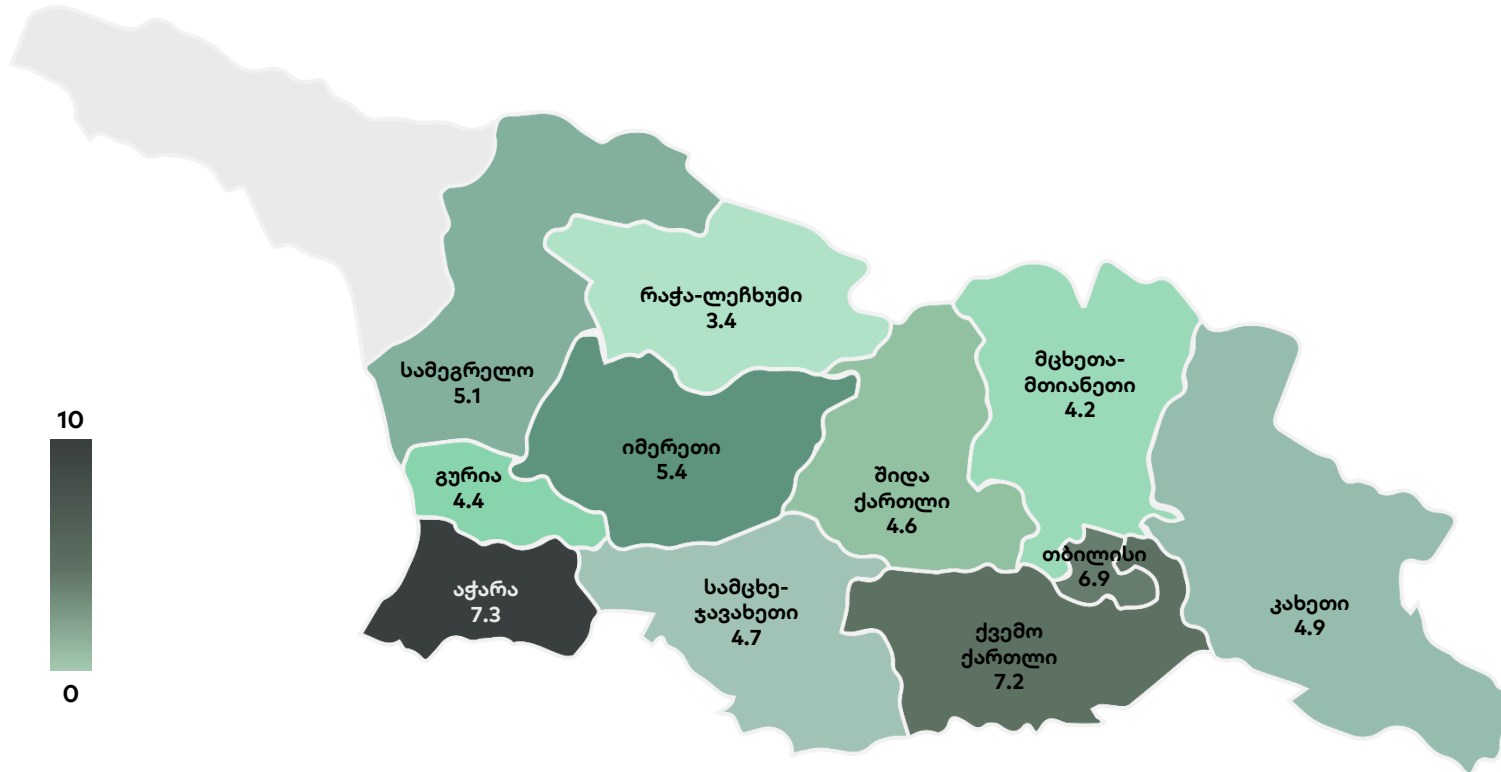 რაჭა-ლეჩხუმი
3.4
მცხეთა-
მთიანეთი
4.2
სამეგრელო
5.1
10
0
იმერეთი
5.4
გურია
4.4
შიდა
ქართლი
4.6
თბილისი
6.9
აჭარა
7.3
სამცხე-
ჯავახეთი
4.7
ქვემო
ქართლი
7.2
კახეთი
4.9